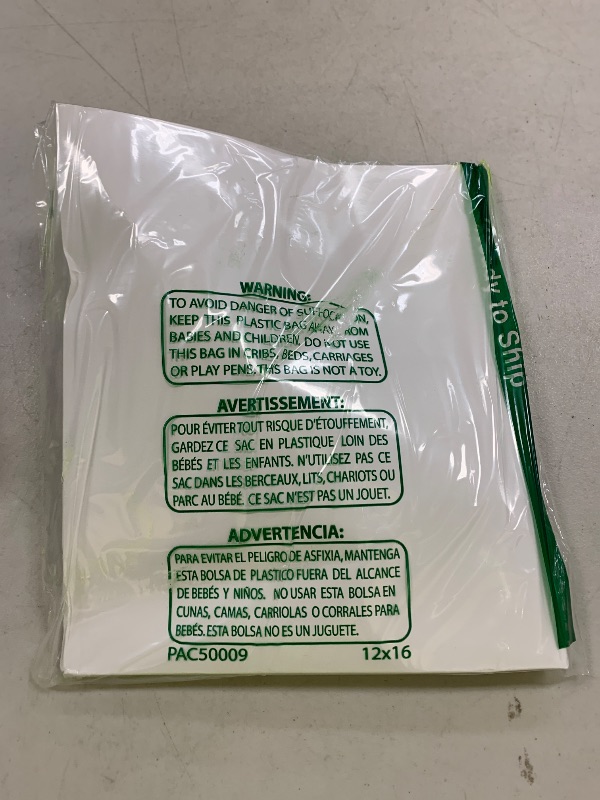 WARNING:
TO AVOID DANGER OF SUFFOCATION,
KEEP THIS PLASTIC BAG AWAY FROM
BABIES AND CHILDREN. DO NOT USE
THIS BAG IN CRIBS, BEDS, CARRIAGES
OR PLAY PENS. THIS BAG IS NOT A TOY.
AVERTISSEMENT:
POUR ÉVITER TOUT RISQUE D'ÉTOUFFEMENT,
GARDEZ CE SAC EN PLASTIQUE LOIN DES
BÉBÉS ET LES ENFANTS. N'UTILISEZ PAS CE
SAC DANS LES BERCEAUX, LITS, CHARIOTS OU
PARC AU BÉBÉ. CE SAC N'EST PAS UN JOUET.
ADVERTENCIA:
PARA EVITAR EL PELIGRO DE ASFIXIA, MANTENGA
ESTA BOLSA DE PLASTICO FUERA DEL ALCANCE
DE BEBÉS Y NIÑOS. NO USAR ESTA BOLSA EN
CUNAS, CAMAS, CARRIOLAS O CORRALES PARA
BEBÉS. ESTA BOLSA NO ES UN JUGUETE.
PAC50009 12x16
to Ship